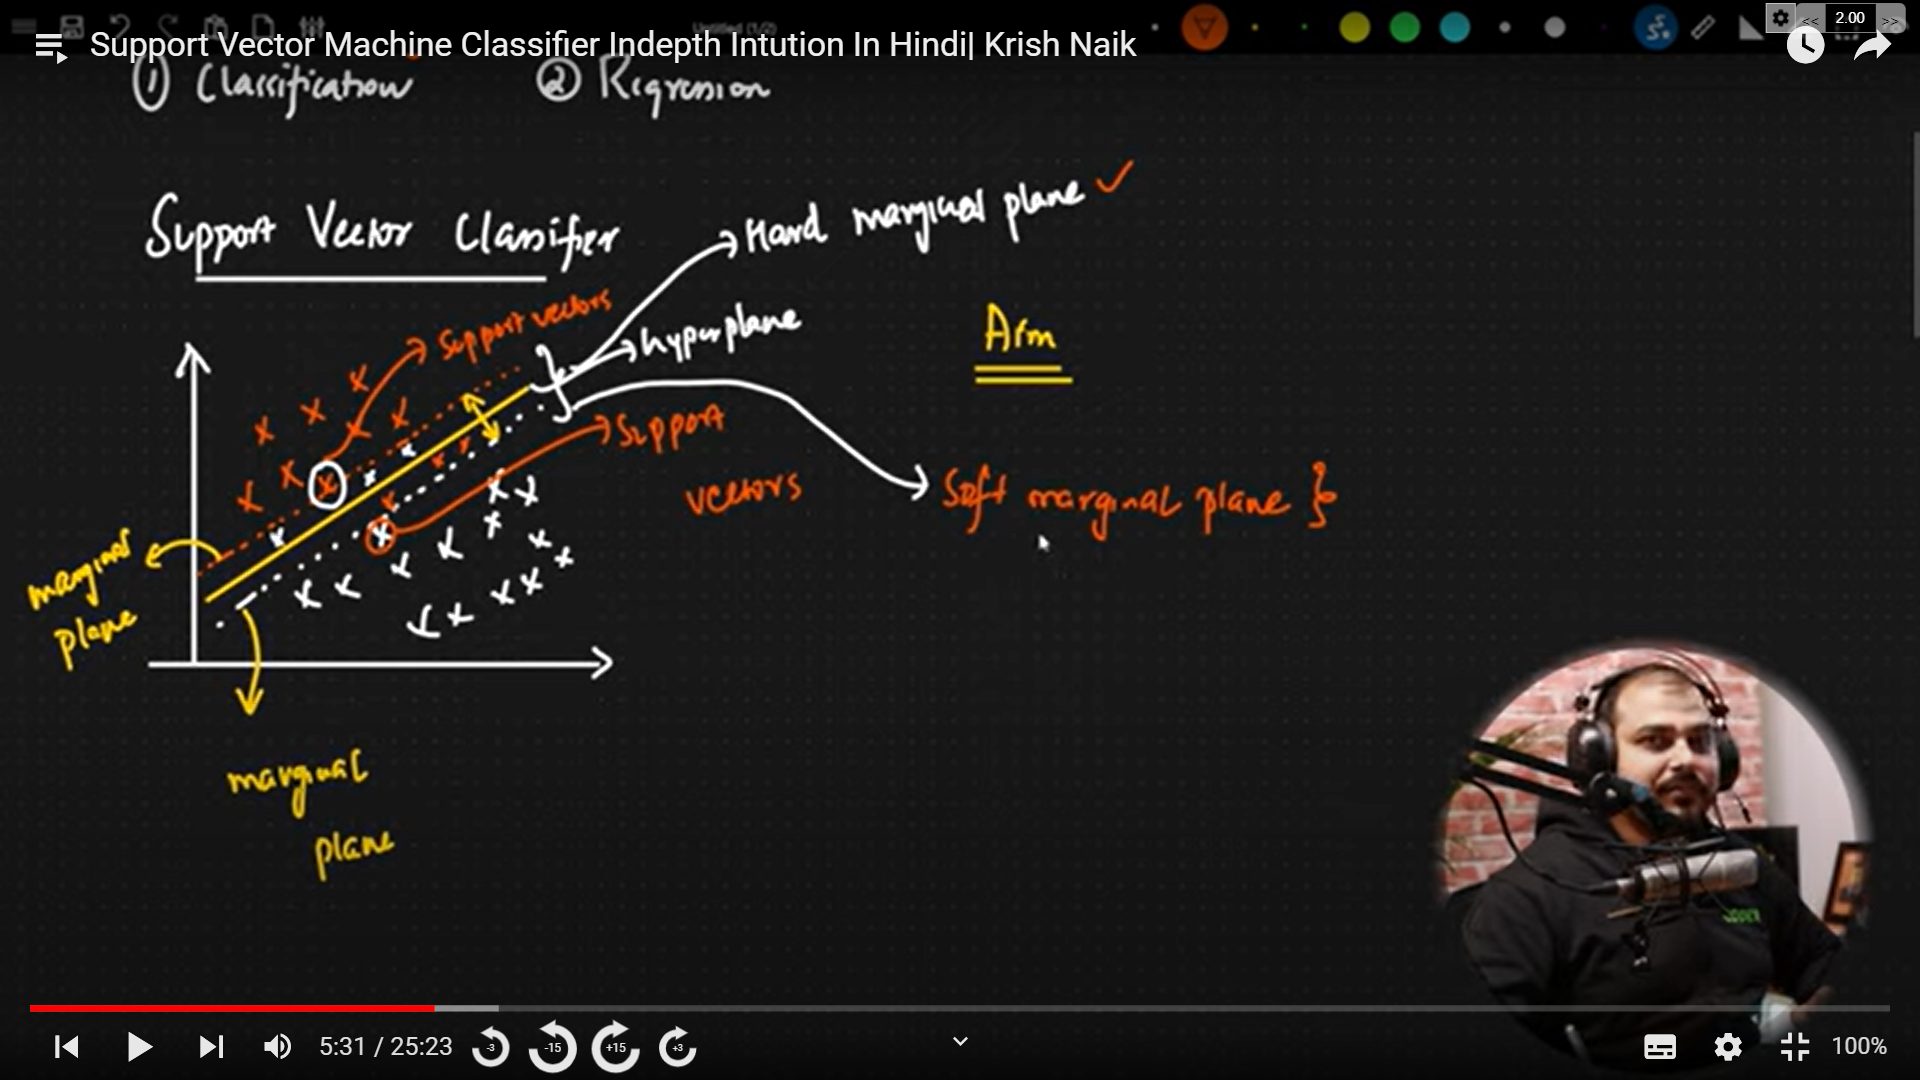 2.00
Support Vector Machine Classifier Indepth Intution In Hindi| Krish Naik
① Classification ② Regression
Support Vector Classifier
Hard marginal plane ✓
Support vectors
hyperplane
Aim
Support
vectors
Soft marginal plane }
marginal
plane
marginal
plane
5:31 / 25:23
-3
-15
+15
+3
100%